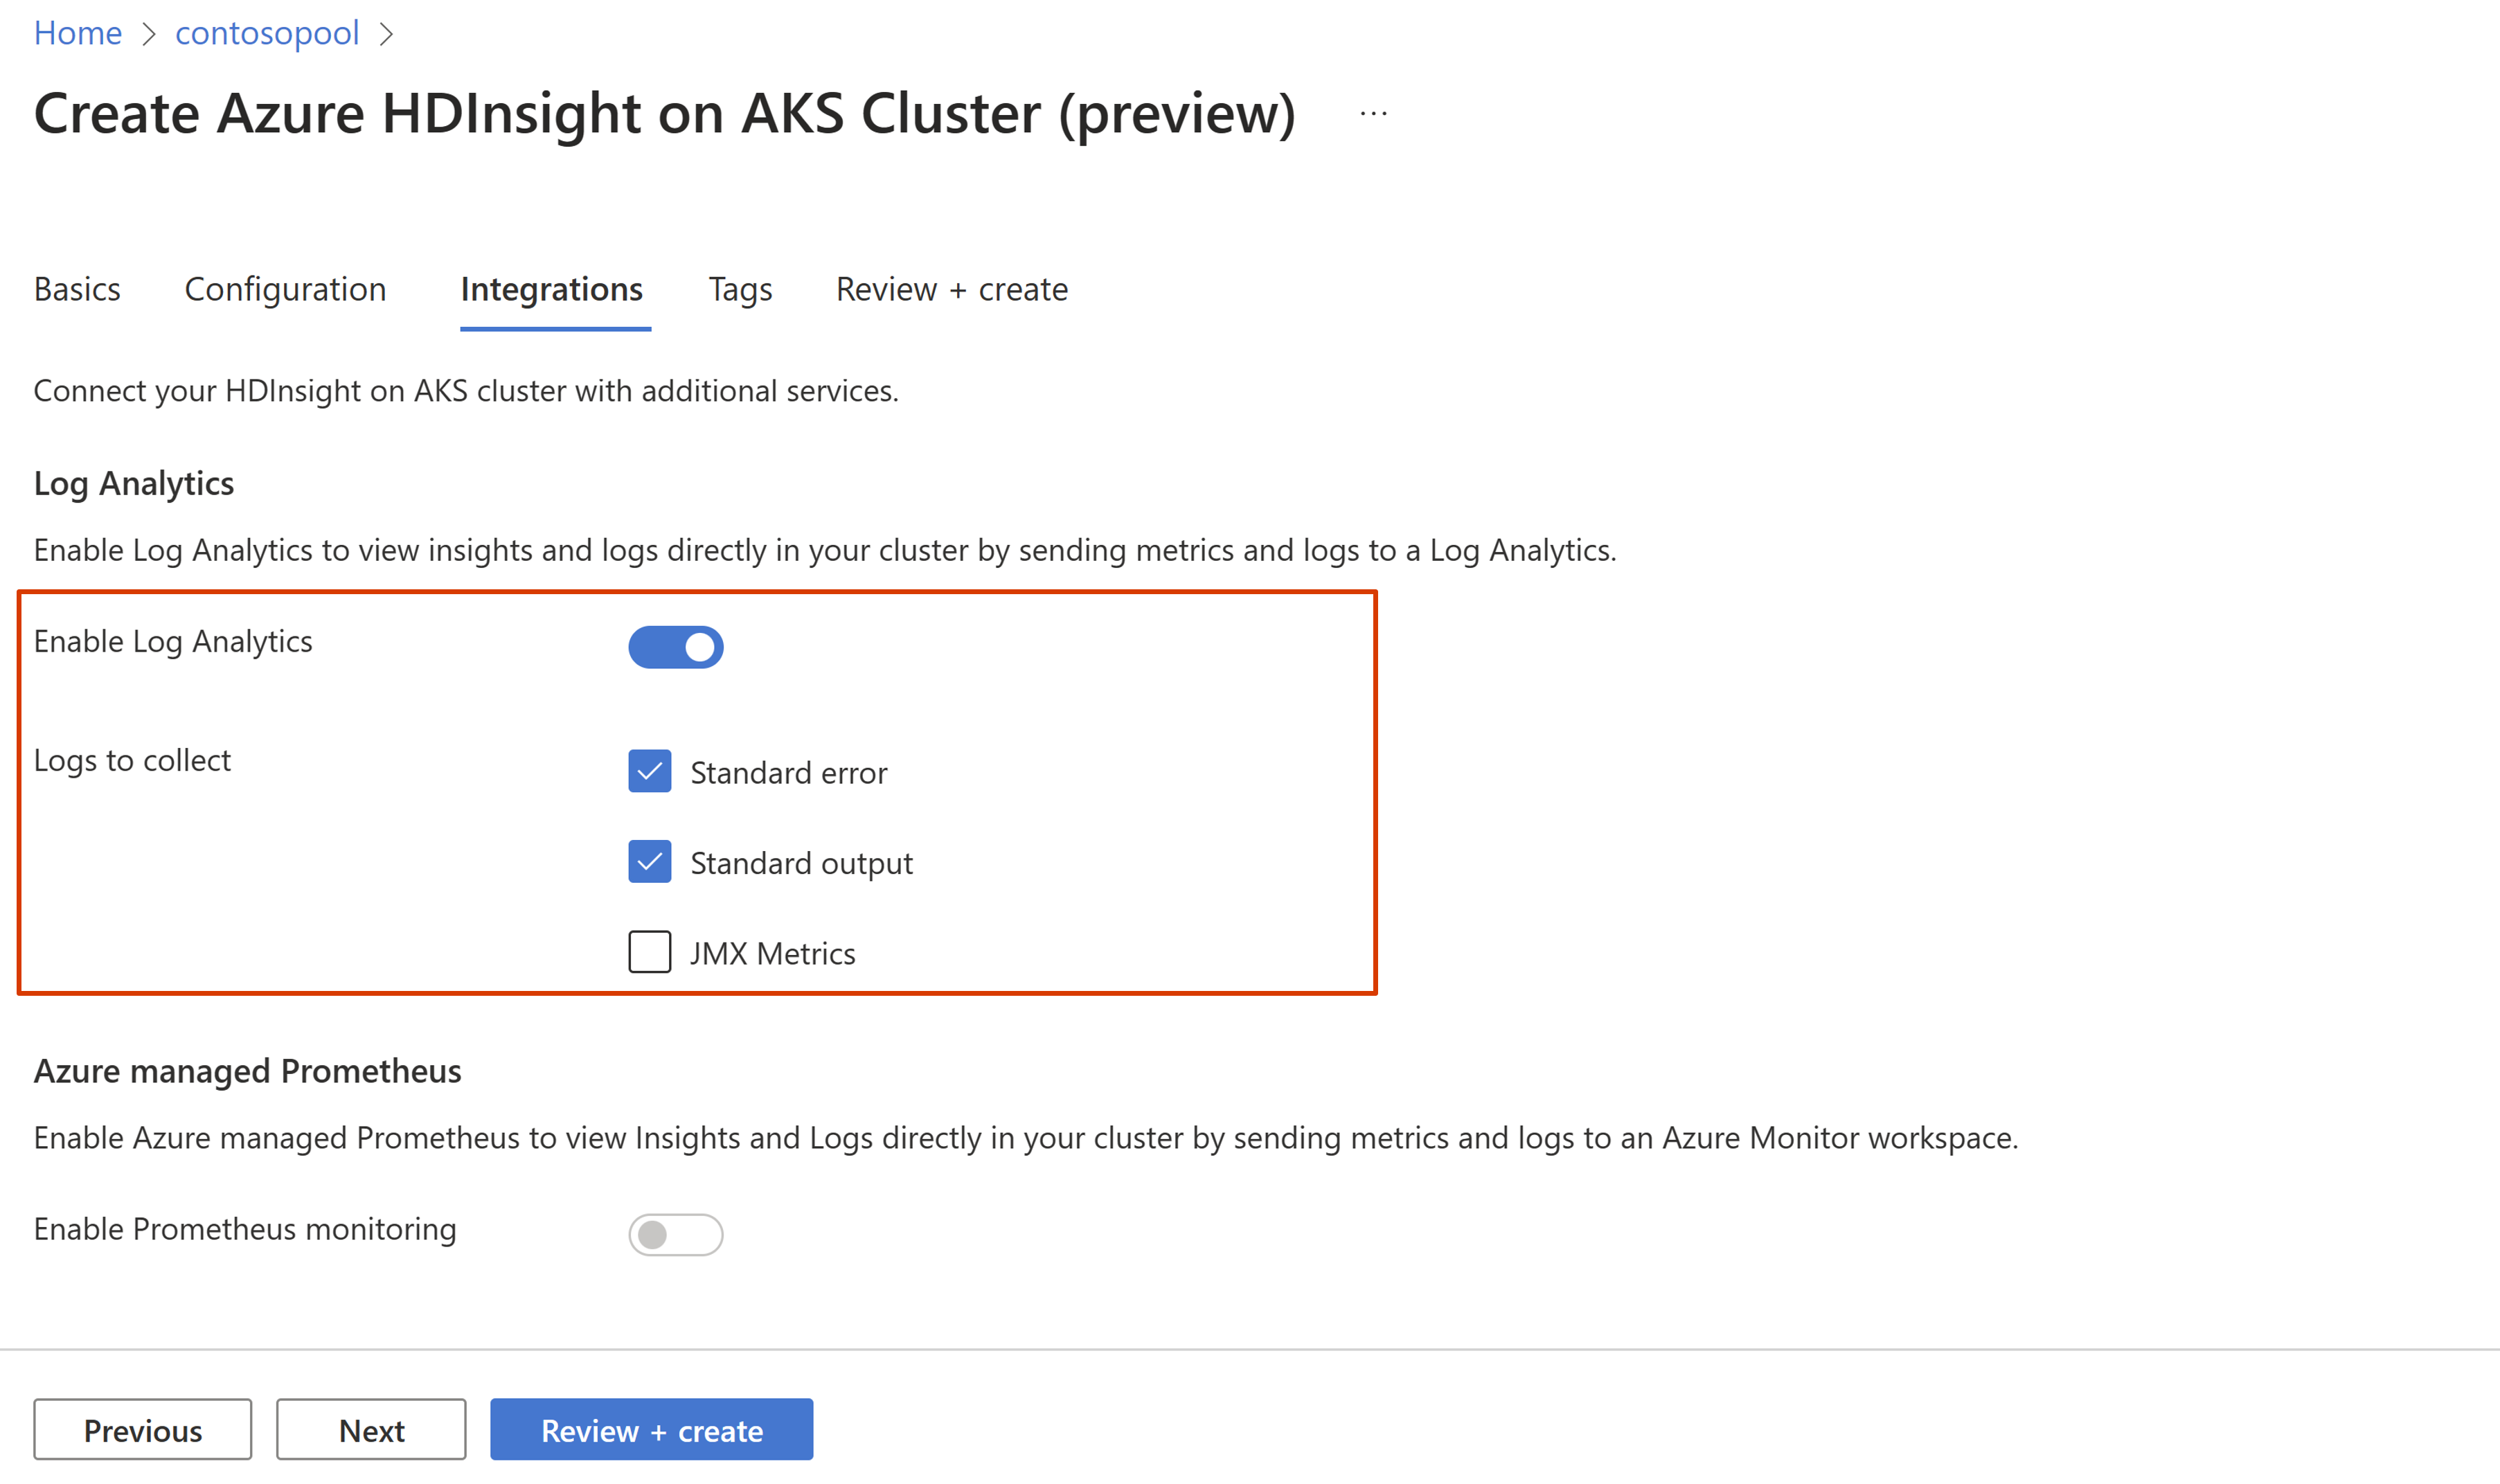 Home > contosopool >
Create Azure HDInsight on AKS Cluster (preview) ...
Basics Configuration Integrations Tags Review + create
Connect your HDInsight on AKS cluster with additional services.
Log Analytics
Enable Log Analytics to view insights and logs directly in your cluster by sending metrics and logs to a Log Analytics.
Enable Log Analytics
Logs to collect
Standard error
Standard output
JMX Metrics
Azure managed Prometheus
Enable Azure managed Prometheus to view Insights and Logs directly in your cluster by sending metrics and logs to an Azure Monitor workspace.
Enable Prometheus monitoring
Previous Next Review + create